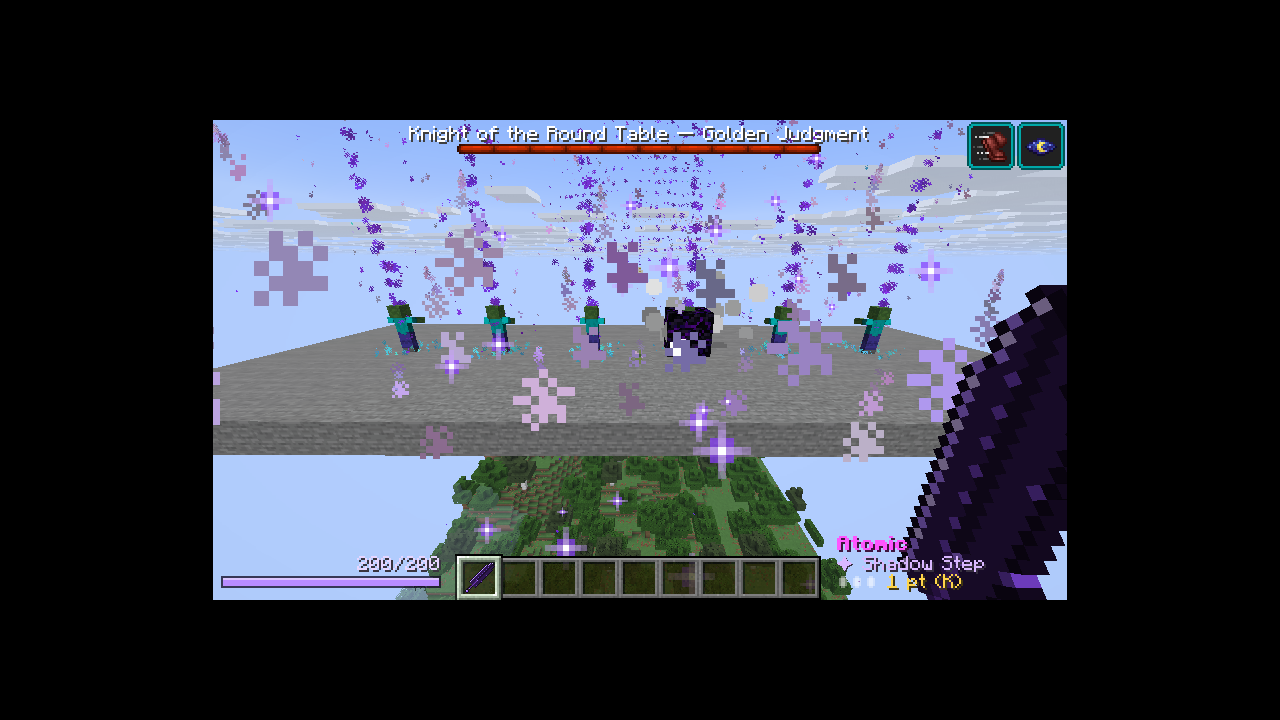 Knight of the Round Table — Golden Judgment
200/200
Atomic
Shadow Step
1 pt (K)